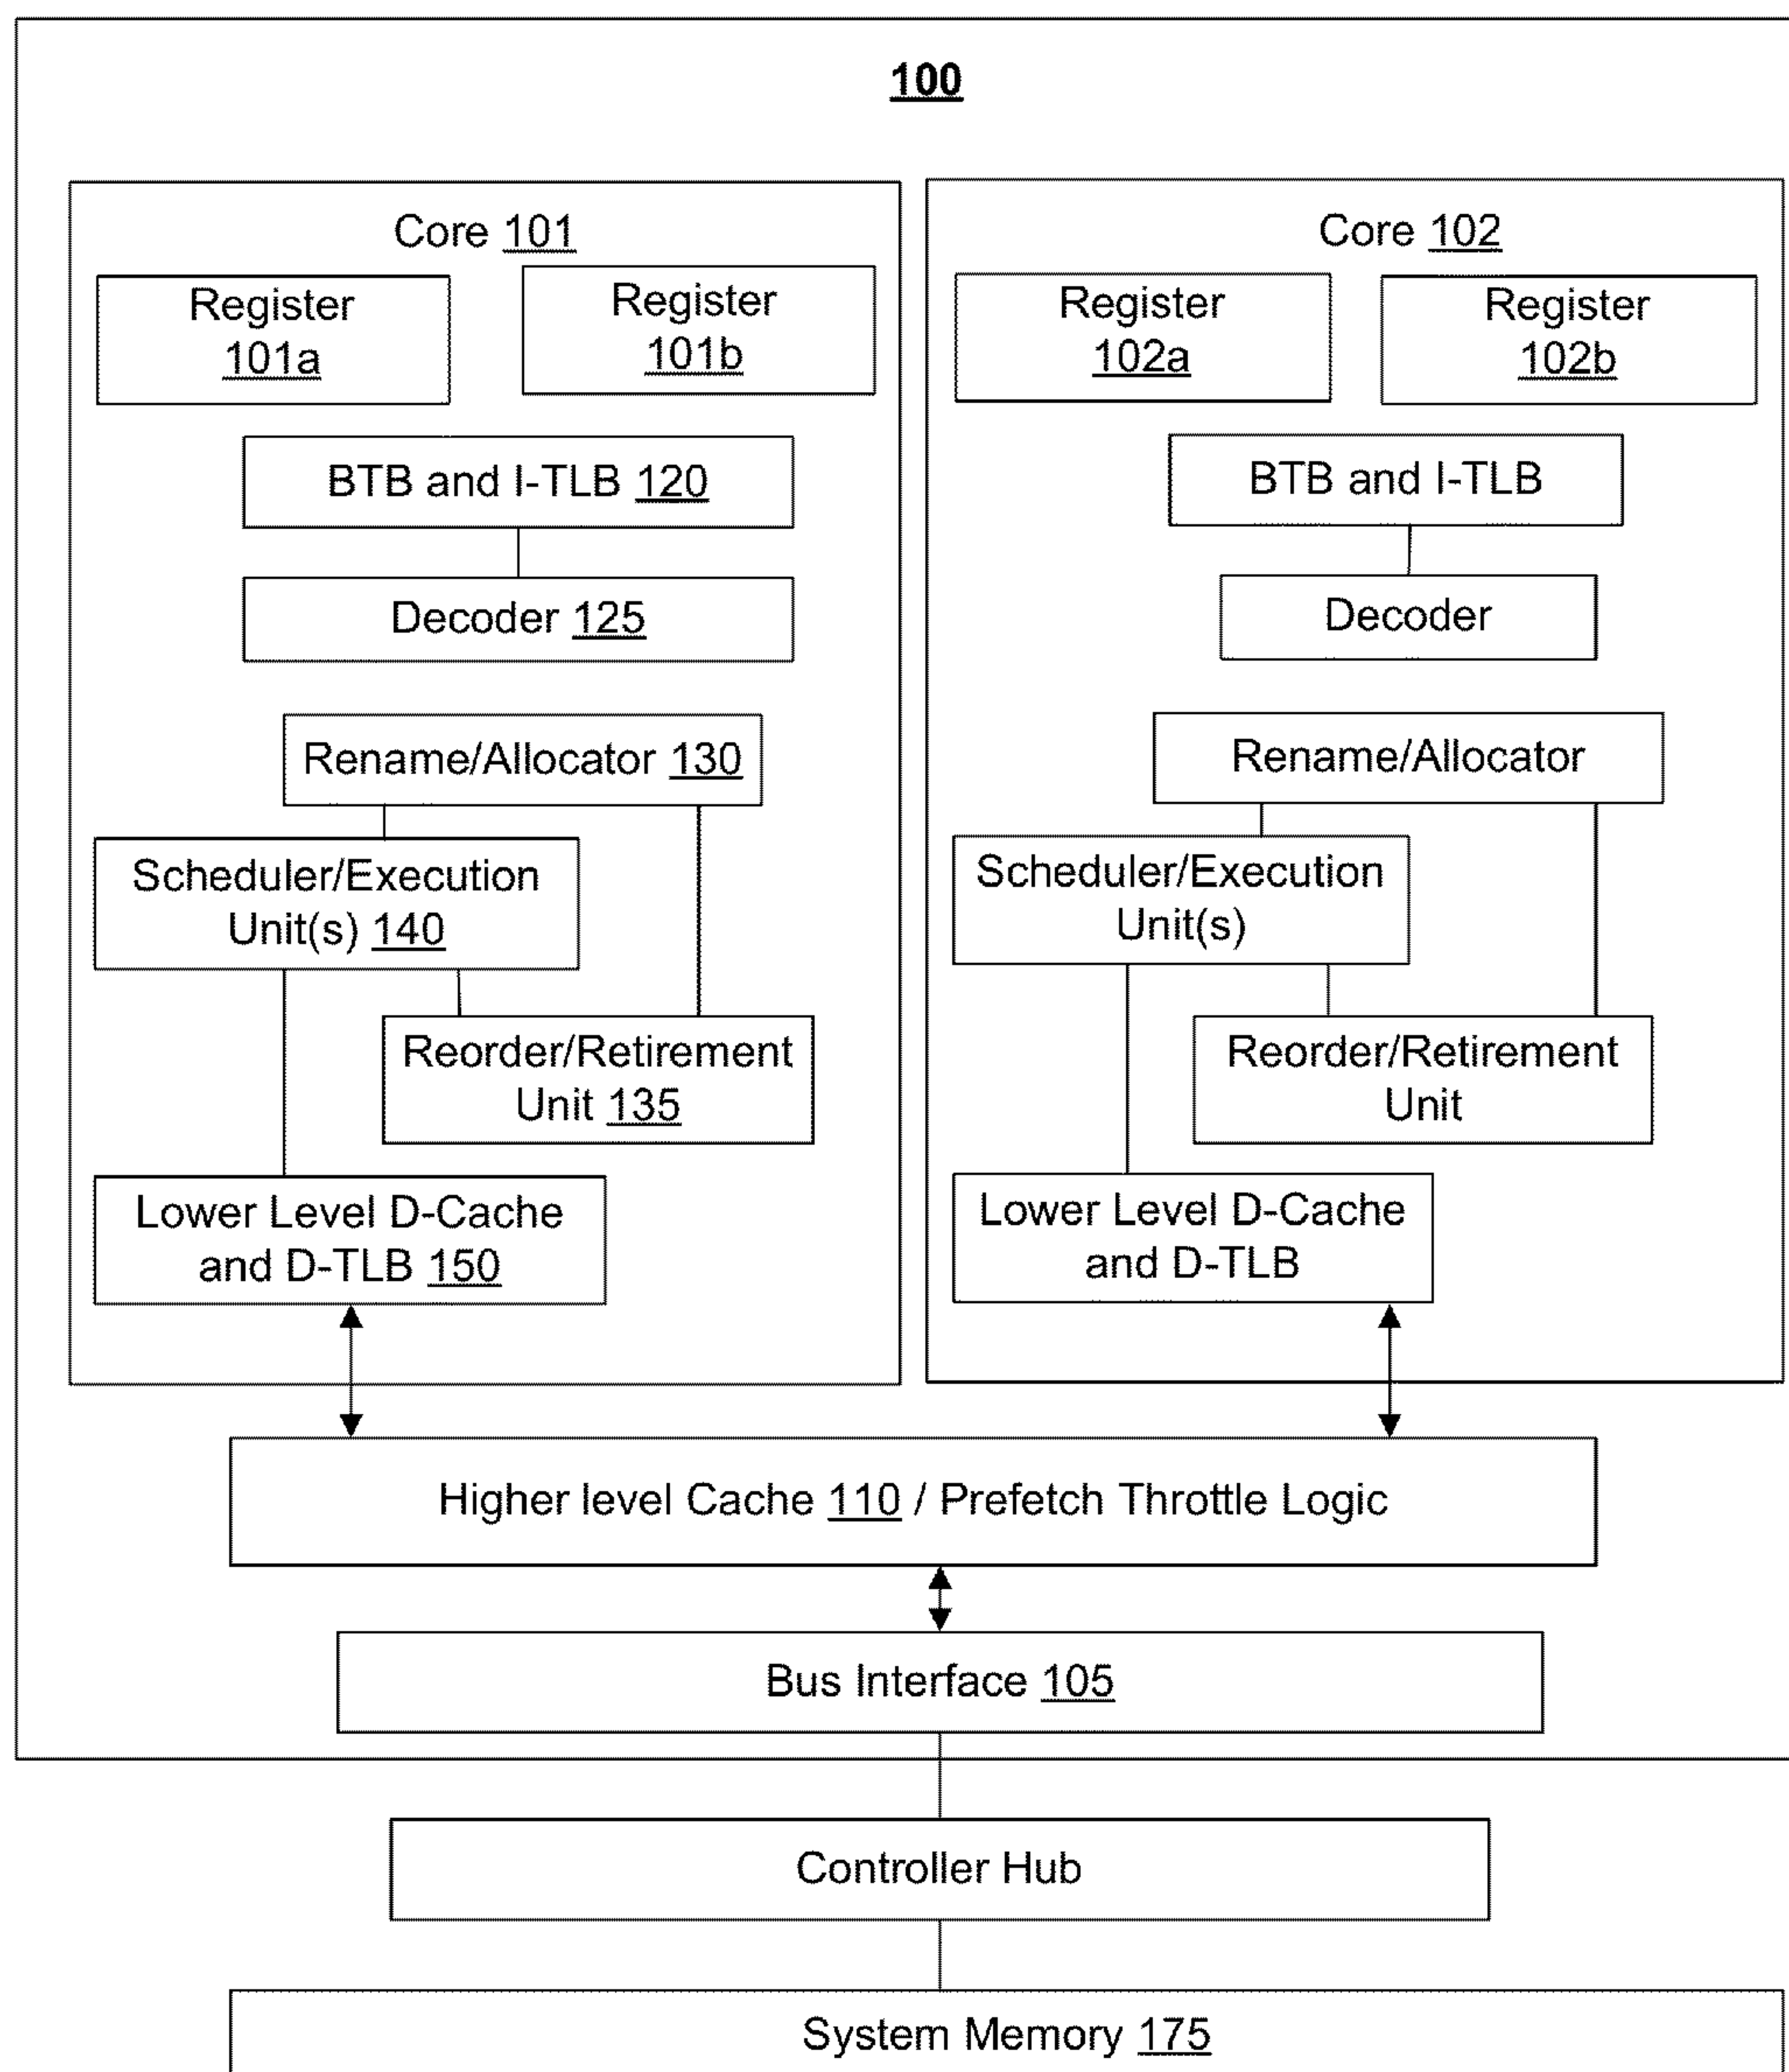 100
Core 101
Register
101a
Register
101b
BTB and I-TLB 120
Decoder 125
Rename/Allocator 130
Scheduler/Execution
Unit(s) 140
Reorder/Retirement
Unit 135
Lower Level D-Cache
and D-TLB 150
Core 102
Register
102a
Register
102b
BTB and I-TLB
Decoder
Rename/Allocator
Scheduler/Execution
Unit(s)
Reorder/Retirement
Unit
Lower Level D-Cache
and D-TLB
Higher level Cache 110 / Prefetch Throttle Logic
Bus Interface 105
Controller Hub
System Memory 175